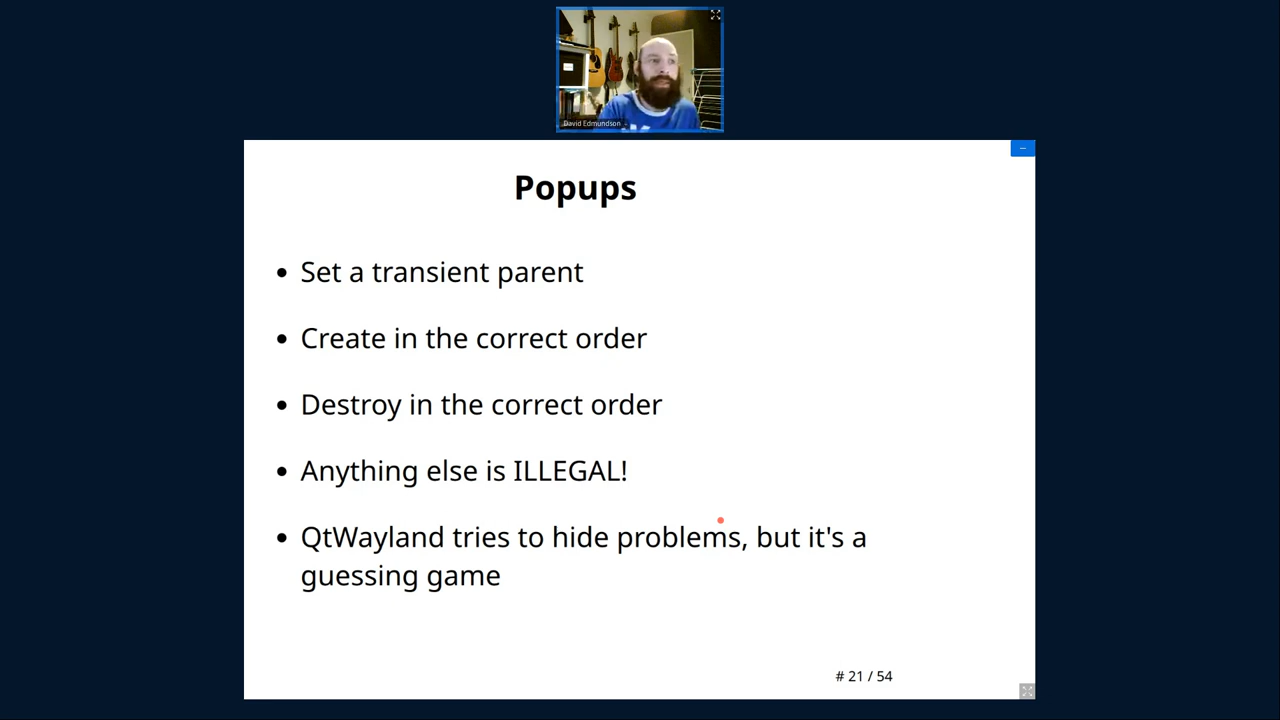 David Edmundson
Popups
• Set a transient parent
• Create in the correct order
• Destroy in the correct order
• Anything else is ILLEGAL!
• QtWayland tries to hide problems, but it's a
guessing game
# 21 / 54